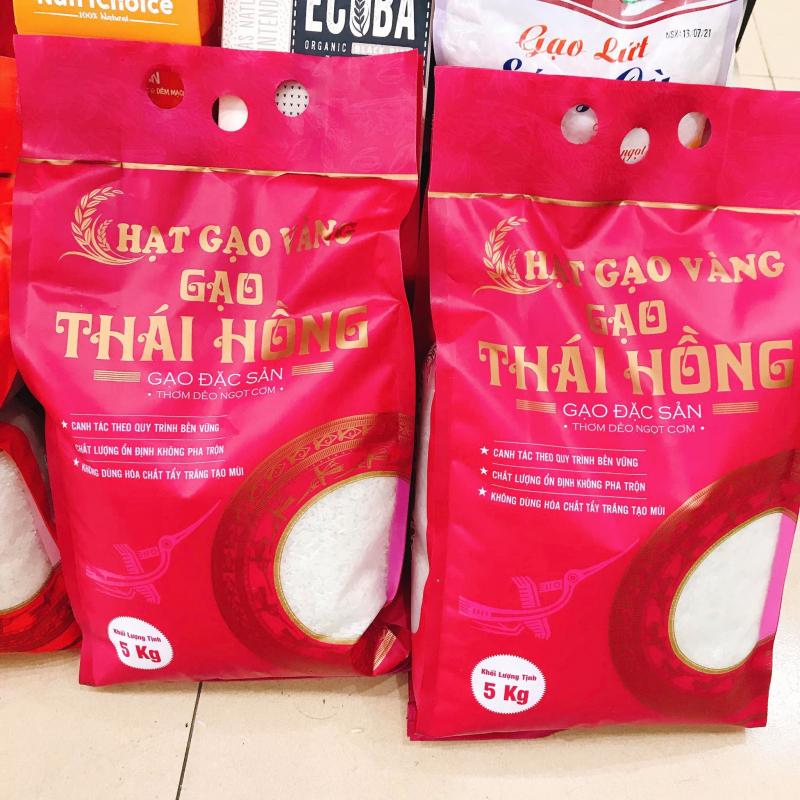 NutriChoice
100% Natural
ECOBA
ORGANIC BLACK
Gạo Lứt
NSX: 13/07/21
ngọt
HẠT GẠO VÀNG
GẠO
THÁI HỒNG
GẠO ĐẶC SẢN
• THƠM DẺO NGỌT CƠM •
★ CANH TÁC THEO QUY TRÌNH BỀN VỮNG
CHẤT LƯỢNG ỔN ĐỊNH KHÔNG PHA TRỘN
★ KHÔNG DÙNG HÓA CHẤT TẨY TRẮNG TẠO MÙI
Khối Lượng Tịnh
5 Kg
HẠT GẠO VÀNG
GẠO
THÁI HỒNG
GẠO ĐẶC SẢN
• THƠM DẺO NGỌT CƠM •
★ CANH TÁC THEO QUY TRÌNH BỀN VỮNG
★ CHẤT LƯỢNG ỔN ĐỊNH KHÔNG PHA TRỘN
★ KHÔNG DÙNG HÓA CHẤT TẨY TRẮNG TẠO MÙI
Khối Lượng Tịnh
5 Kg